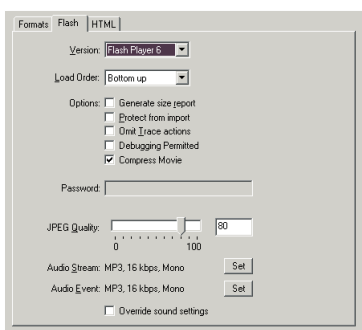 Formats Flash HTML
Version: Flash Player 6
Load Order: Bottom up
Options: Generate size report
Protect from import
Omit Trace actions
Debugging Permitted
Compress Movie
Password:
JPEG Quality: 80
0 100
Audio Stream: MP3, 16 kbps, Mono Set
Audio Event: MP3, 16 kbps, Mono Set
Override sound settings